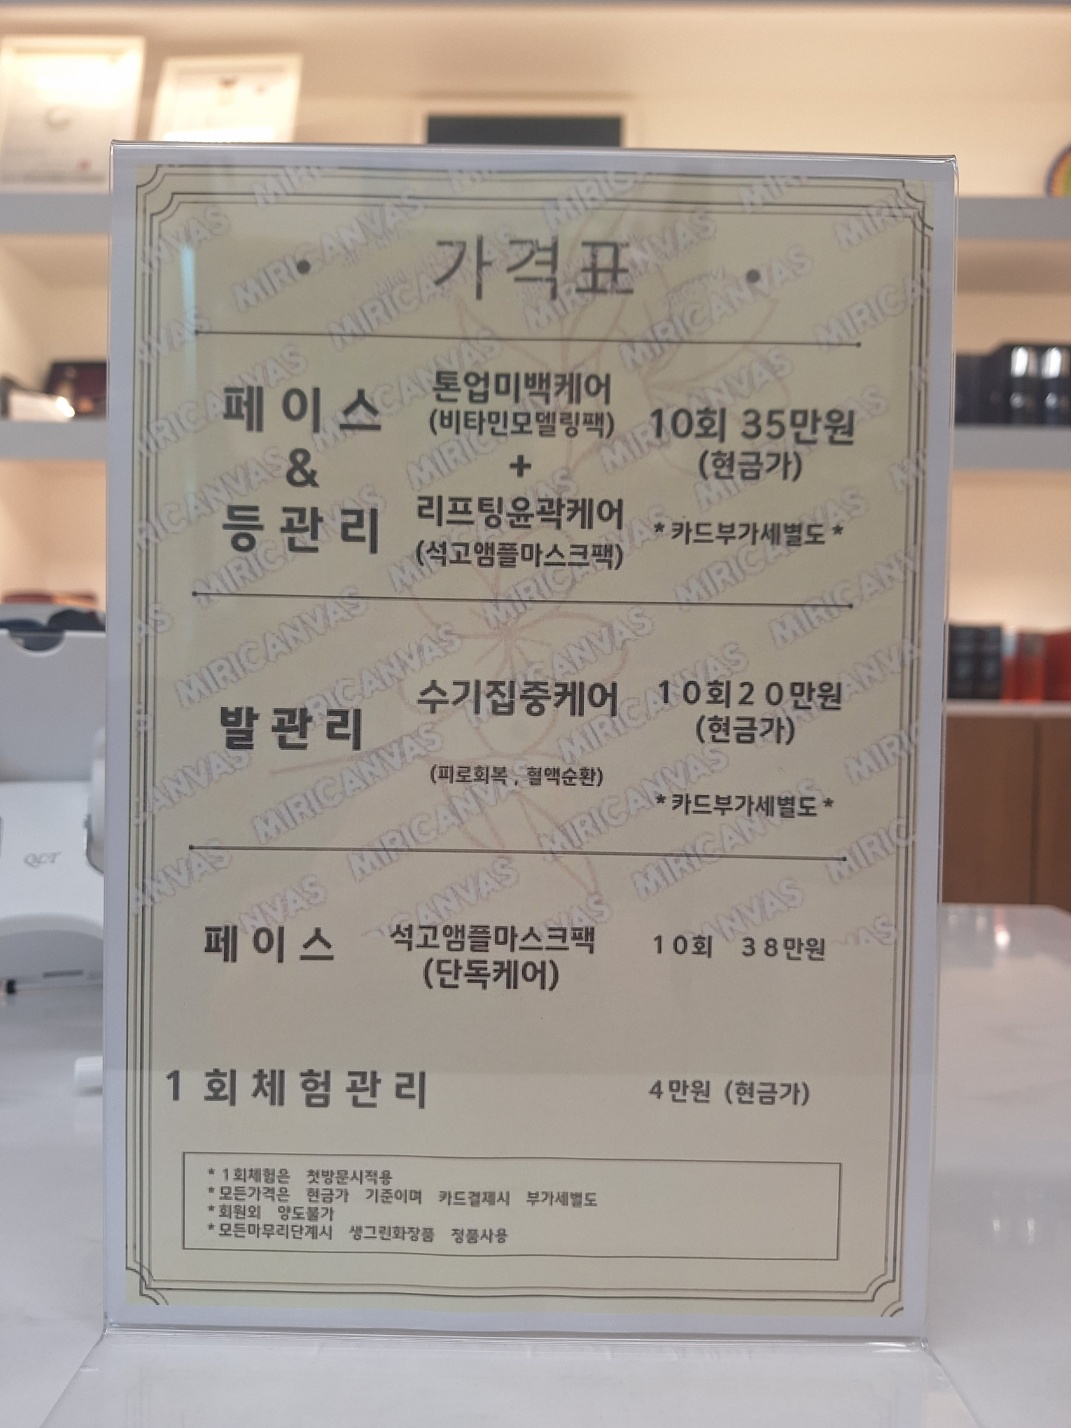 가격표
페이스
&
등관리
톤업미백케어
(비타민모델링팩)
+
리프팅윤곽케어
(석고앰플마스크팩)
10회 35만원
(현금가)
*카드부가세별도*
발관리
수기집중케어
(피로회복 , 혈액순환)
10회20만원
(현금가)
*카드부가세별도*
페이스
석고앰플마스크팩
(단독케어)
10회 38만원
1회체험관리
4만원 (현금가)
* 1회체험은 첫방문시적용
*모든가격은 현금가 기준이며 카드결제시 부가세별도
*회원외 양도불가
*모든마무리단계시 생그린화장품 정품사용
MIRICANVAS
QCT